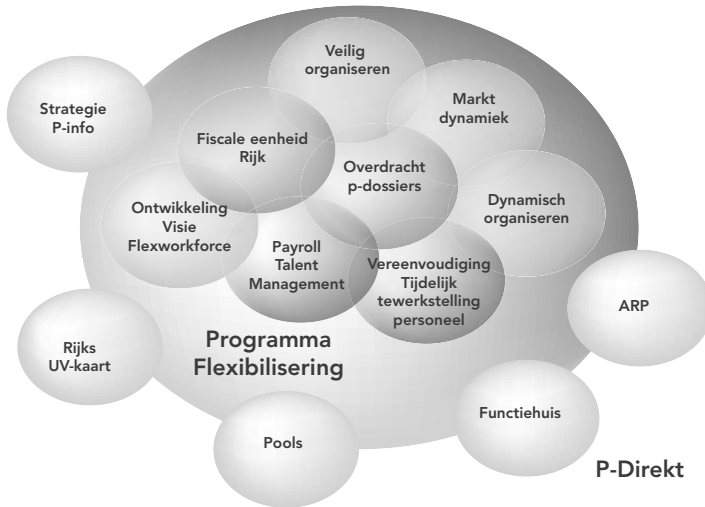 Veilig
organiseren
Strategie
P-info
Markt
dynamiek
Fiscale eenheid
Rijk
Overdracht
p-dossiers
Ontwikkeling
Visie
Flexworkforce
Dynamisch
organiseren
Payroll
Talent
Management
Vereenvoudiging
Tijdelijk
tewerkstelling
personeel
ARP
Programma
Flexibilisering
Rijks
UV-kaart
Functiehuis
Pools
P-Direkt